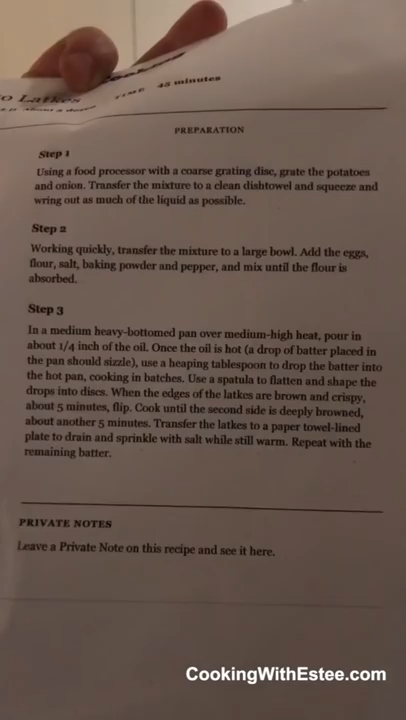 Cooking
o Latkes
TIME 45 minutes
About a dozen
PREPARATION
Step 1
Using a food processor with a coarse grating disc, grate the potatoes
and onion. Transfer the mixture to a clean dishtowel and squeeze and
wring out as much of the liquid as possible.
Step 2
Working quickly, transfer the mixture to a large bowl. Add the eggs,
flour, salt, baking powder and pepper, and mix until the flour is
absorbed.
Step 3
In a medium heavy-bottomed pan over medium-high heat, pour in
about 1/4 inch of the oil. Once the oil is hot (a drop of batter placed in
the pan should sizzle), use a heaping tablespoon to drop the batter into
the hot pan, cooking in batches. Use a spatula to flatten and shape the
drops into discs. When the edges of the latkes are brown and crispy,
about 5 minutes, flip. Cook until the second side is deeply browned,
about another 5 minutes. Transfer the latkes to a paper towel-lined
plate to drain and sprinkle with salt while still warm. Repeat with the
remaining batter.
PRIVATE NOTES
Leave a Private Note on this recipe and see it here.
CookingWithEstee.com